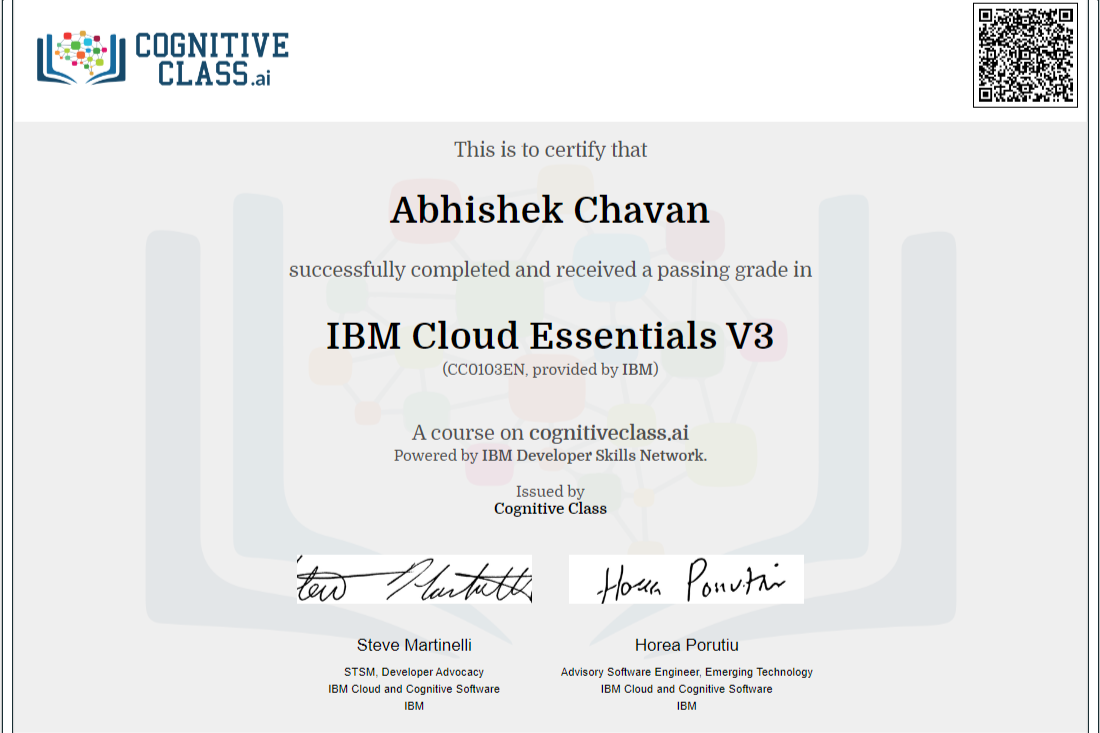 COGNITIVE
CLASS.ai
This is to certify that
Abhishek Chavan
successfully completed and received a passing grade in
IBM Cloud Essentials V3
(CC0103EN, provided by IBM)
A course on cognitiveclass.ai
Powered by IBM Developer Skills Network.
Issued by
Cognitive Class
Horea Porutiu
Steve Martinelli
Horea Porutiu
STSM, Developer Advocacy
Advisory Software Engineer, Emerging Technology
IBM Cloud and Cognitive Software
IBM Cloud and Cognitive Software
IBM
IBM